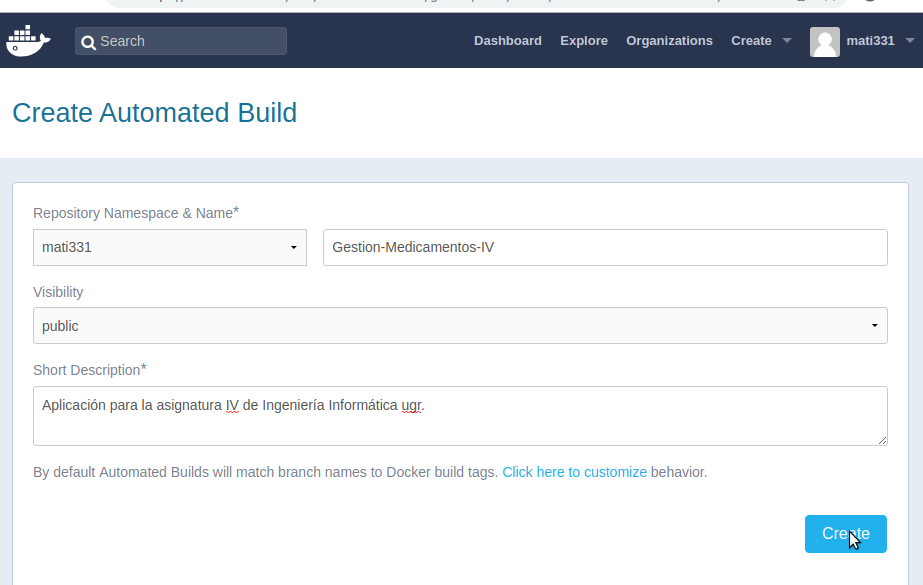 Search
Dashboard Explore Organizations Create mati331
Create Automated Build
Repository Namespace & Name*
mati331 Gestion-Medicamentos-IV
Visibility
public
Short Description*
Aplicación para la asignatura IV de Ingeniería Informática ugr.
By default Automated Builds will match branch names to Docker build tags. Click here to customize behavior.
Create